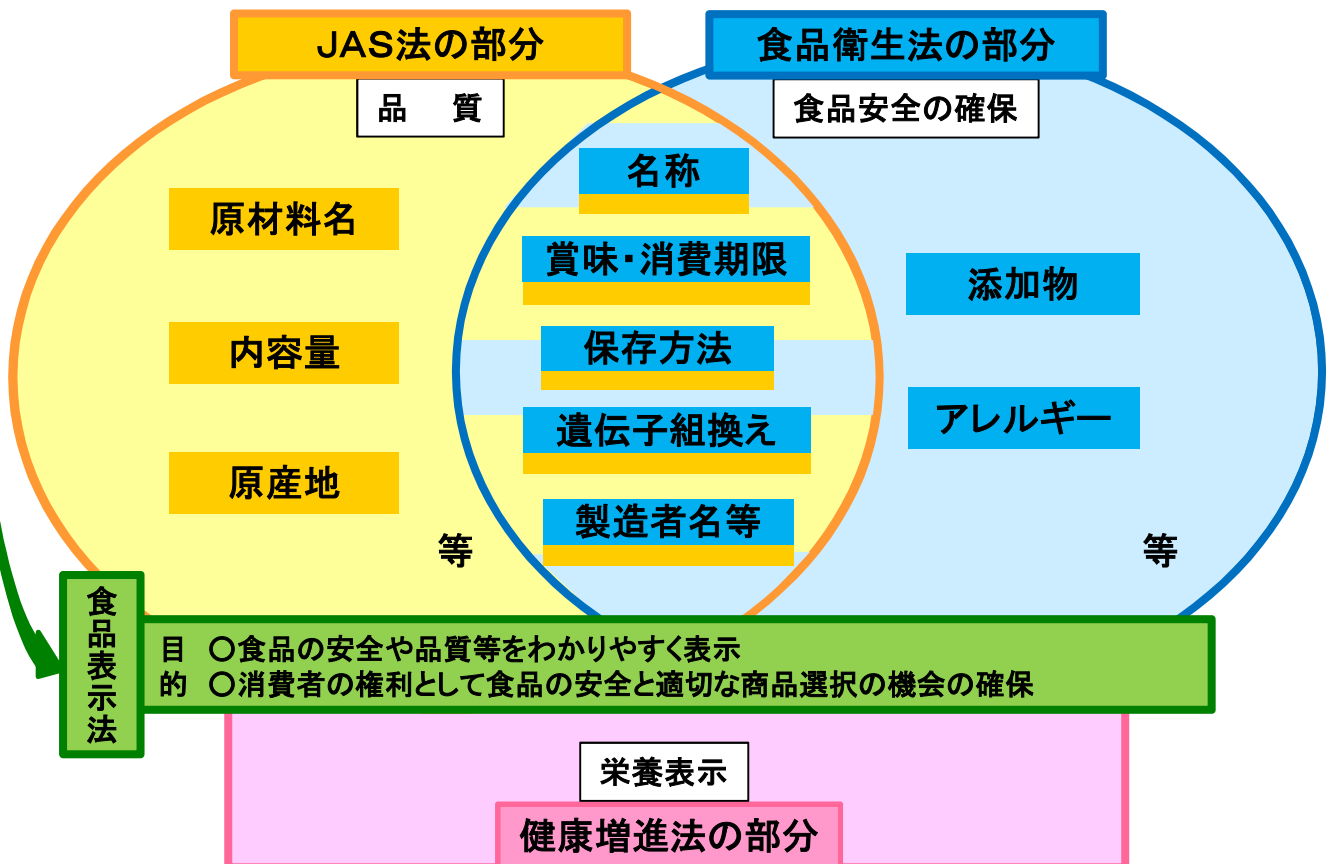 JAS法の部分
品　質
原材料名
内容量
原産地
等
食品衛生法の部分
食品安全の確保
名称
賞味・消費期限
保存方法
遺伝子組換え
製造者名等
添加物
アレルギー
等
食品表示法
目 ○食品の安全や品質等をわかりやすく表示
的 ○消費者の権利として食品の安全と適切な商品選択の機会の確保
栄養表示
健康増進法の部分